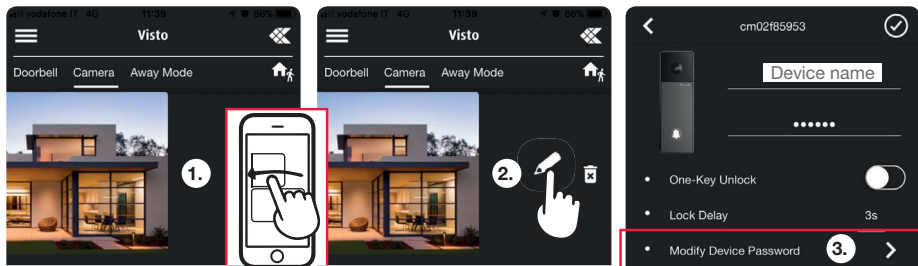 vodafone IT 4G 11:39 86%
Visto
Doorbell Camera Away Mode
1.
vodafone IT 4G 11:39 86%
Visto
Doorbell Camera Away Mode
2.
cm02f85953
Device name
••••••
• One-Key Unlock
• Lock Delay 3s
• Modify Device Password 3.